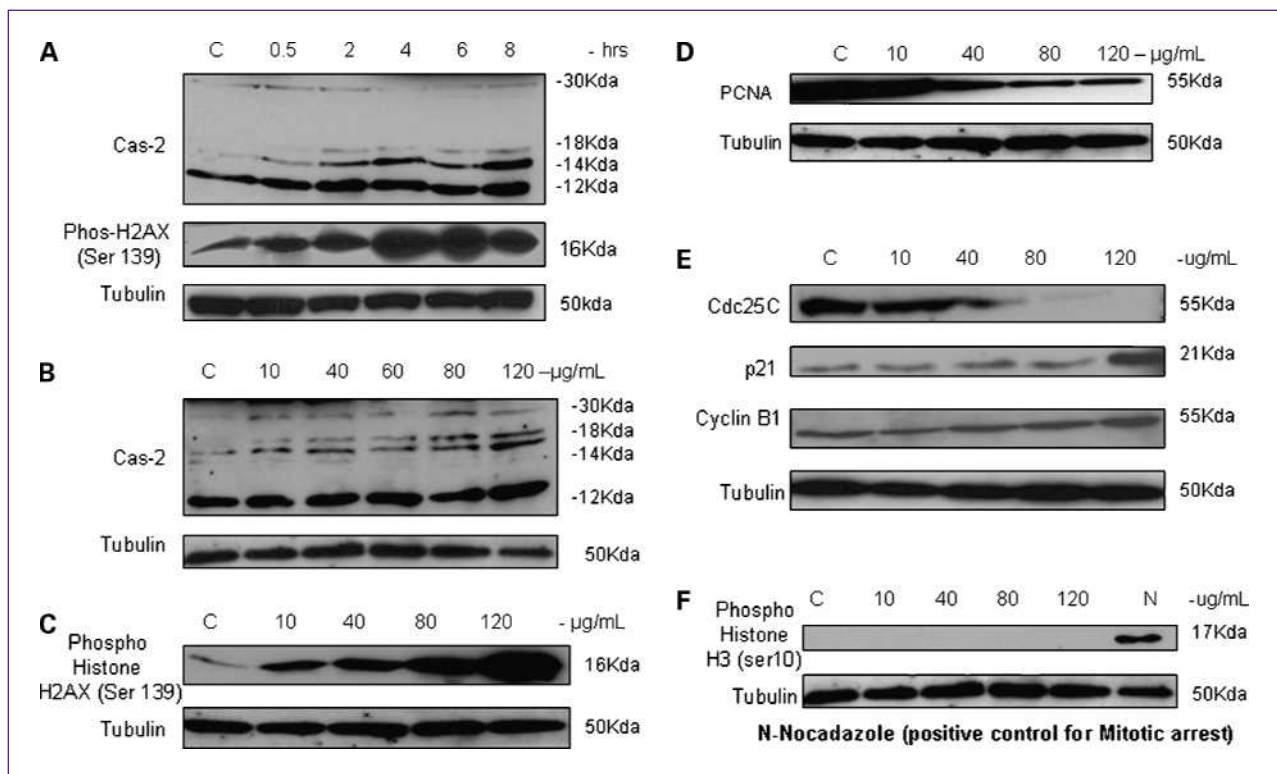 A
C 0.5 2 4 6 8 - hrs
-30Kda
Cas-2
-18Kda
-14Kda
-12Kda
Phos-H2AX
(Ser 139)
16Kda
Tubulin
50kda
B
C 10 40 60 80 120 –µg/mL
-30Kda
-18Kda
Cas-2
-14Kda
-12Kda
Tubulin
50Kda
C
C 10 40 80 120 - µg/mL
Phospho
Histone
H2AX (Ser 139)
16Kda
Tubulin
50Kda
D
C 10 40 80 120 – µg/mL
PCNA
55Kda
Tubulin
50Kda
E
C 10 40 80 120 -ug/mL
Cdc25C
55Kda
p21
21Kda
Cyclin B1
55Kda
Tubulin
50Kda
F
C 10 40 80 120 N -ug/mL
Phospho
Histone
H3 (ser10)
17Kda
Tubulin
50Kda
N-Nocadazole (positive control for Mitotic arrest)